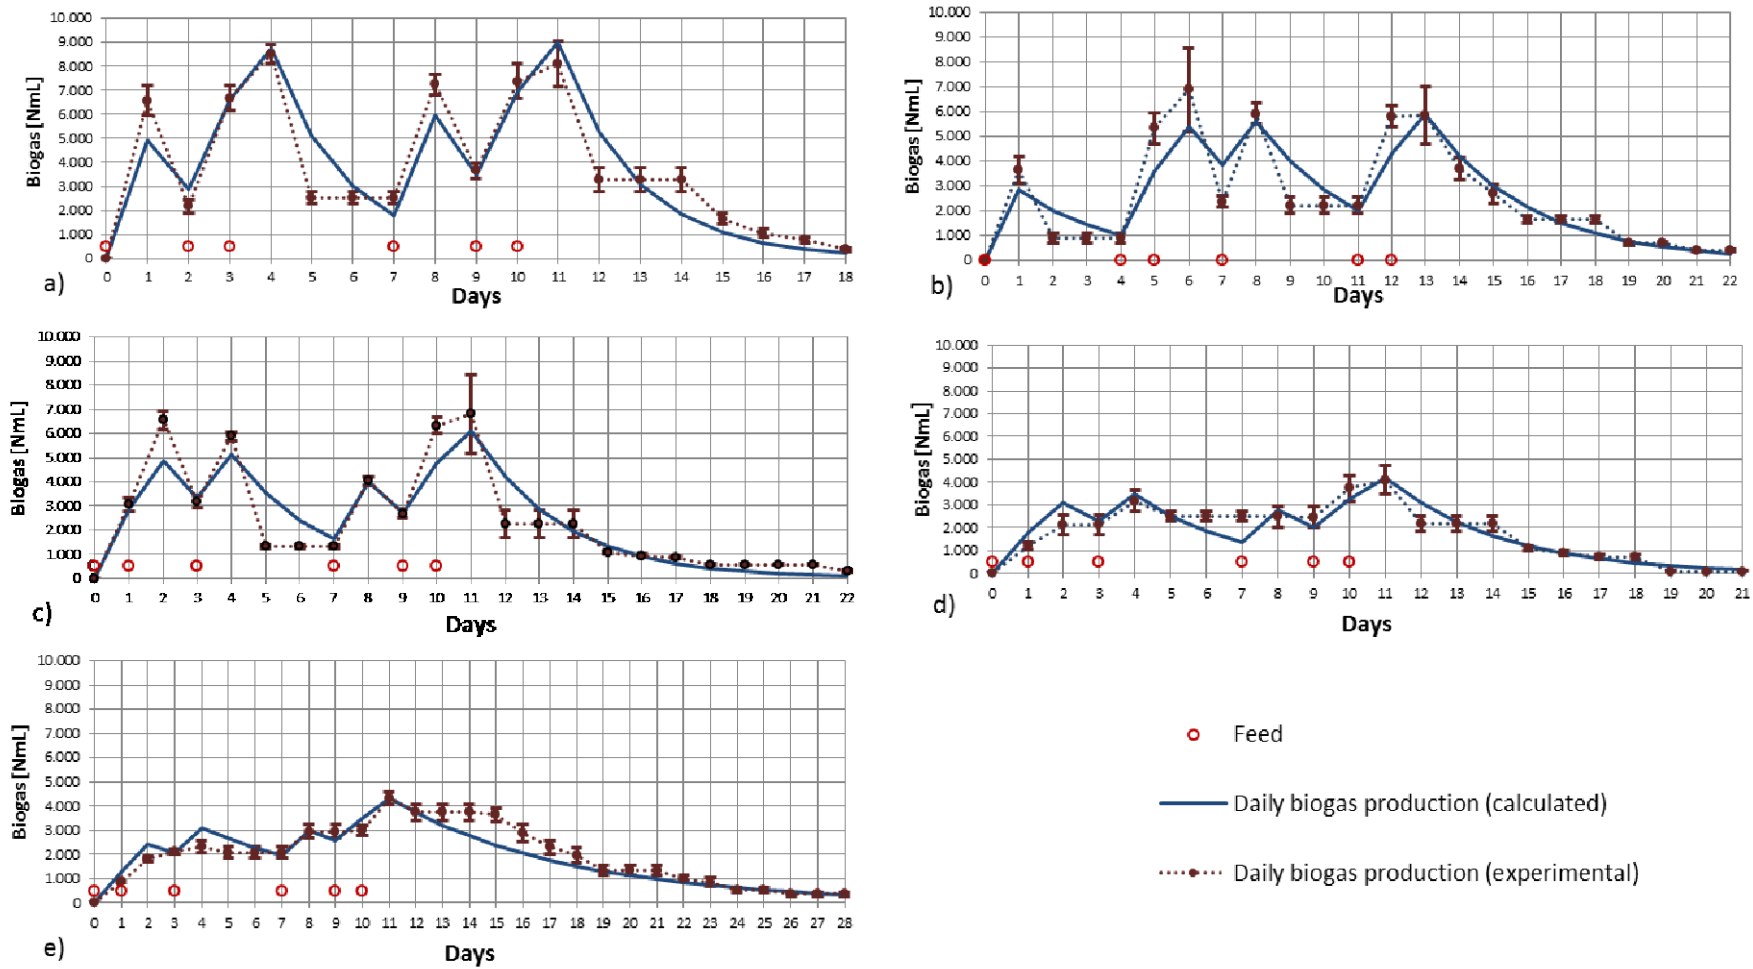 10.000
9.000
8.000
7.000
6.000
5.000
4.000
3.000
2.000
1.000
0
Biogas [NmL]
0 1 2 3 4 5 6 7 8 9 10 11 12 13 14 15 16 17 18
a)
Days
10.000
9.000
8.000
7.000
6.000
5.000
4.000
3.000
2.000
1.000
0
Biogas [NmL]
0 1 2 3 4 5 6 7 8 9 10 11 12 13 14 15 16 17 18 19 20 21 22
b)
Days
10.000
9.000
8.000
7.000
6.000
5.000
4.000
3.000
2.000
1.000
0
Biogas [NmL]
0 1 2 3 4 5 6 7 8 9 10 11 12 13 14 15 16 17 18 19 20 21 22
c)
Days
10.000
9.000
8.000
7.000
6.000
5.000
4.000
3.000
2.000
1.000
0
Biogas [NmL]
0 1 2 3 4 5 6 7 8 9 10 11 12 13 14 15 16 17 18 19 20 21
d)
Days
10.000
9.000
8.000
7.000
6.000
5.000
4.000
3.000
2.000
1.000
0
Biogas [NmL]
0 1 2 3 4 5 6 7 8 9 10 11 12 13 14 15 16 17 18 19 20 21 22 23 24 25 26 27 28
e)
Days
Feed
Daily biogas production (calculated)
Daily biogas production (experimental)